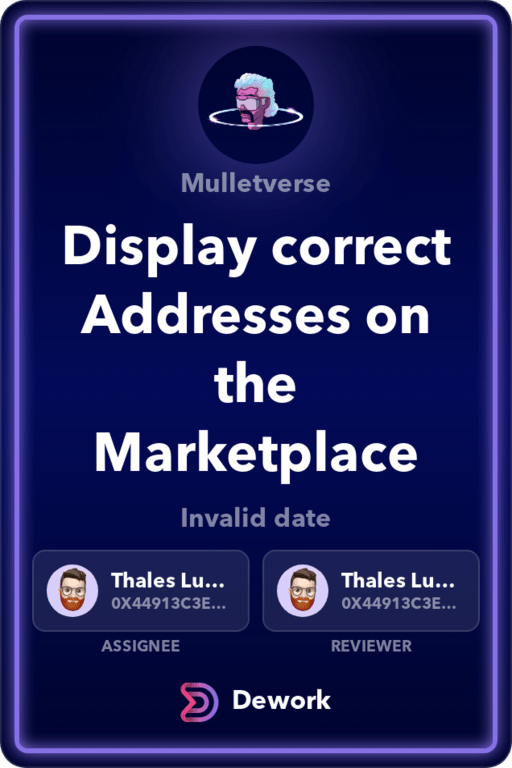 Mulletverse
Display correct
Addresses on
the
Marketplace
Invalid date
Thales Lu...
0X44913C3E...
Thales Lu...
0X44913C3E...
ASSIGNEE
REVIEWER
Dework